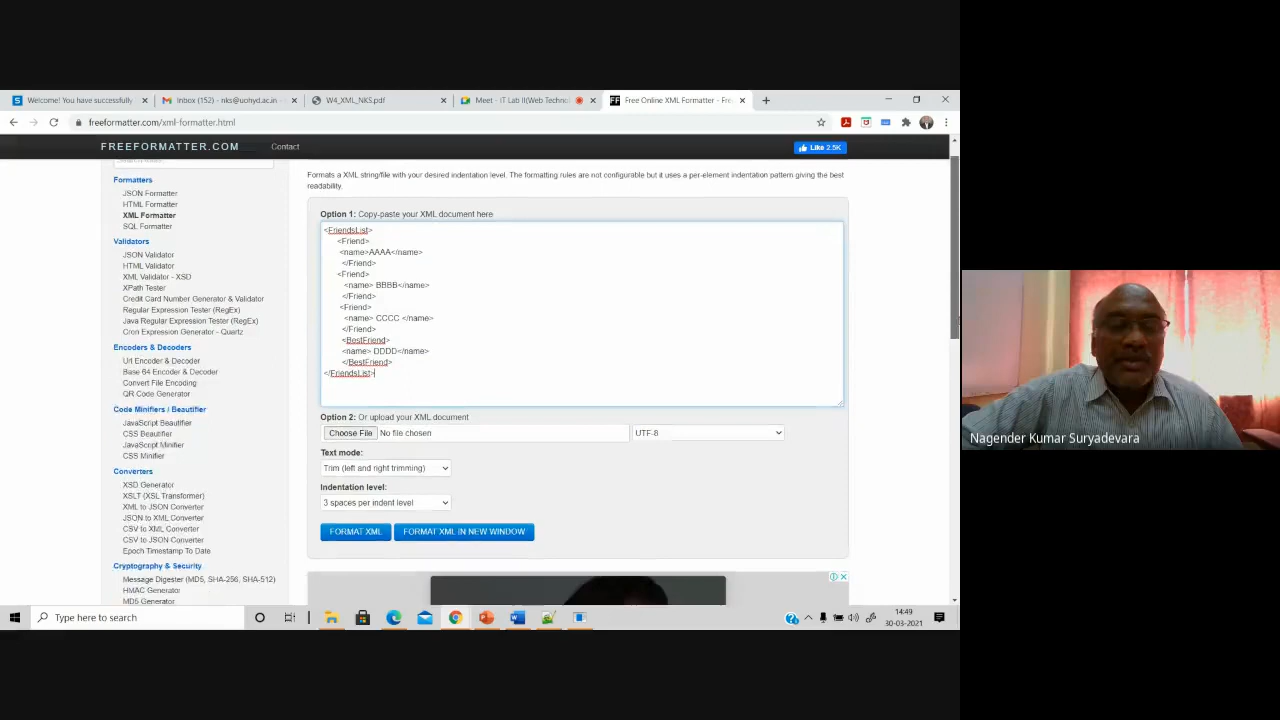 Welcome! You have successfully
Inbox (152) - nks@uohyd.ac.in
W4_XML_NKS.pdf
Meet - IT Lab II(Web Technol
Free Online XML Formatter - Fre
freeformatter.com/xml-formatter.html
FREEFORMATTER.COM
Contact
Like 2.5K
Formatters
JSON Formatter
HTML Formatter
XML Formatter
SQL Formatter
Validators
JSON Validator
HTML Validator
XML Validator - XSD
XPath Tester
Credit Card Number Generator & Validator
Regular Expression Tester (RegEx)
Java Regular Expression Tester (RegEx)
Cron Expression Generator - Quartz
Encoders & Decoders
Url Encoder & Decoder
Base 64 Encoder & Decoder
Convert File Encoding
QR Code Generator
Code Minifiers / Beautifier
JavaScript Beautifier
CSS Beautifier
JavaScript Minifier
CSS Minifier
Converters
XSD Generator
XSLT (XSL Transformer)
XML to JSON Converter
JSON to XML Converter
CSV to XML Converter
CSV to JSON Converter
Epoch Timestamp To Date
Cryptography & Security
Message Digester (MD5, SHA-256, SHA-512)
HMAC Generator
MD5 Generator
Formats a XML string/file with your desired indentation level. The formatting rules are not configurable but it uses a per-element indentation pattern giving the best
readability.
Option 1: Copy-paste your XML document here
<FriendsList>
<Friend>
<name>AAAA</name>
</Friend>
<Friend>
<name> BBBB</name>
</Friend>
<Friend>
<name> CCCC </name>
</Friend>
<BestFriend>
<name> DDDD</name>
</BestFriend>
</FriendsList>
Option 2: Or upload your XML document
Choose File No file chosen
UTF-8
Text mode:
Trim (left and right trimming)
Indentation level:
3 spaces per indent level
FORMAT XML
FORMAT XML IN NEW WINDOW
Nagender Kumar Suryadevara
Type here to search
14:49
30-03-2021